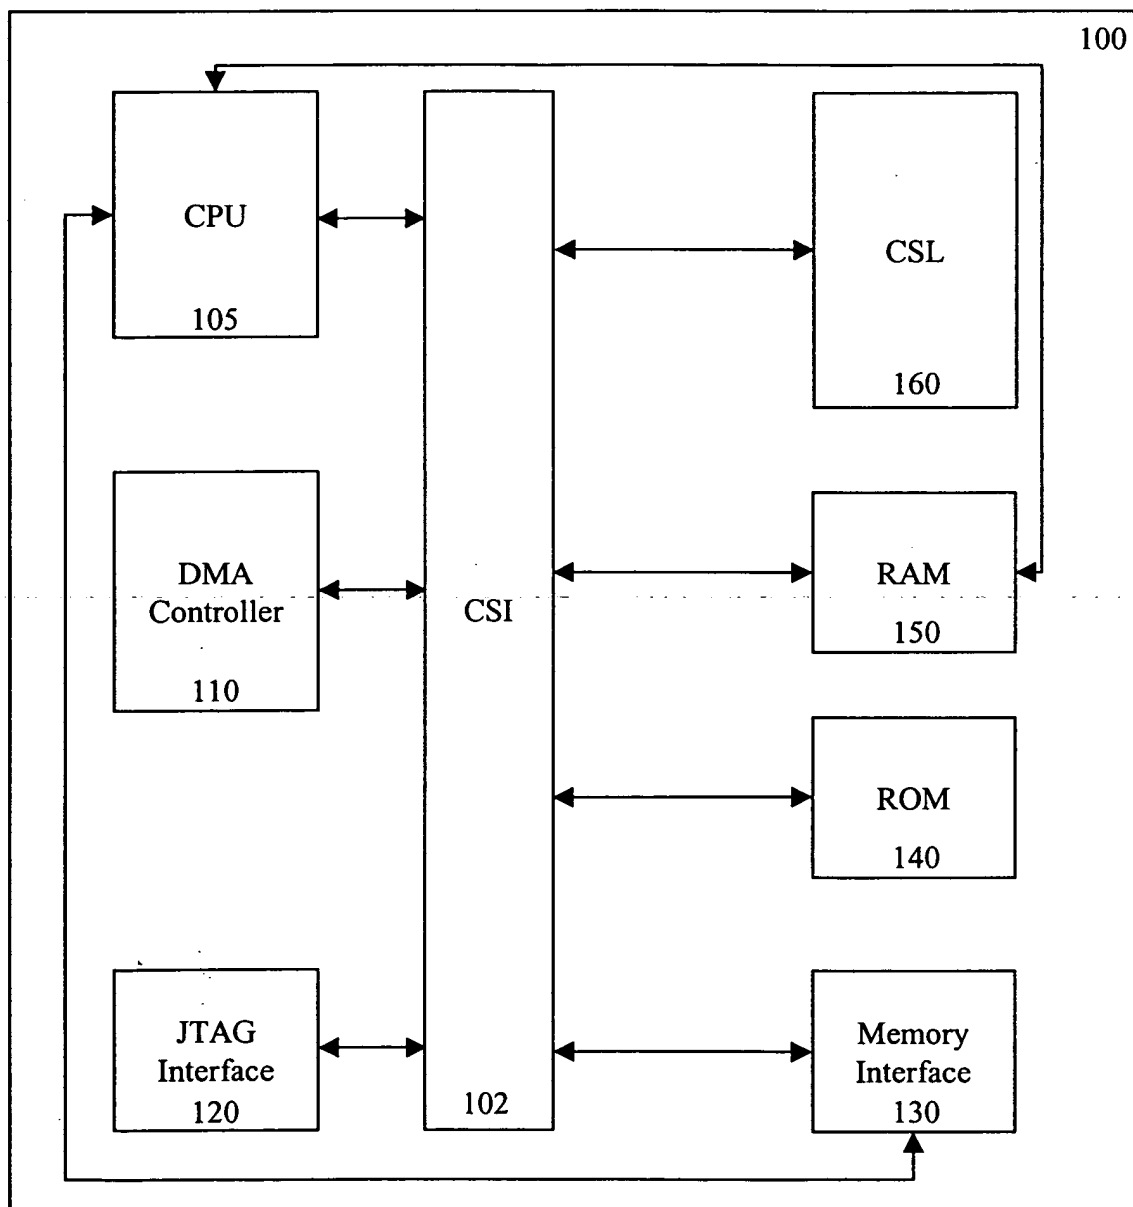 100
CPU
105
CSI
102
CSL
160
DMA
Controller
110
RAM
150
ROM
140
JTAG
Interface
120
Memory
Interface
130